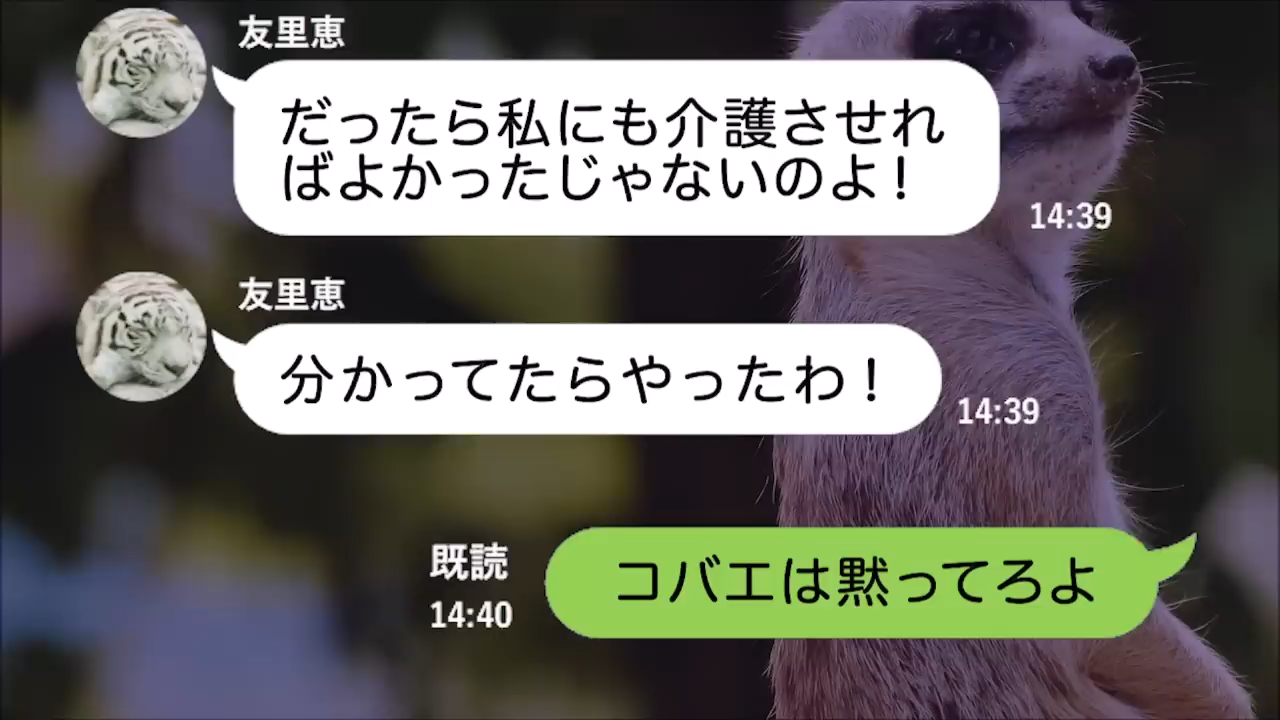 友里恵
だったら私にも介護させれ
ばよかったじゃないのよ!
14:39
友里恵
分かってたらやったわ!
14:39
既読
14:40
コバエは黙ってろよ